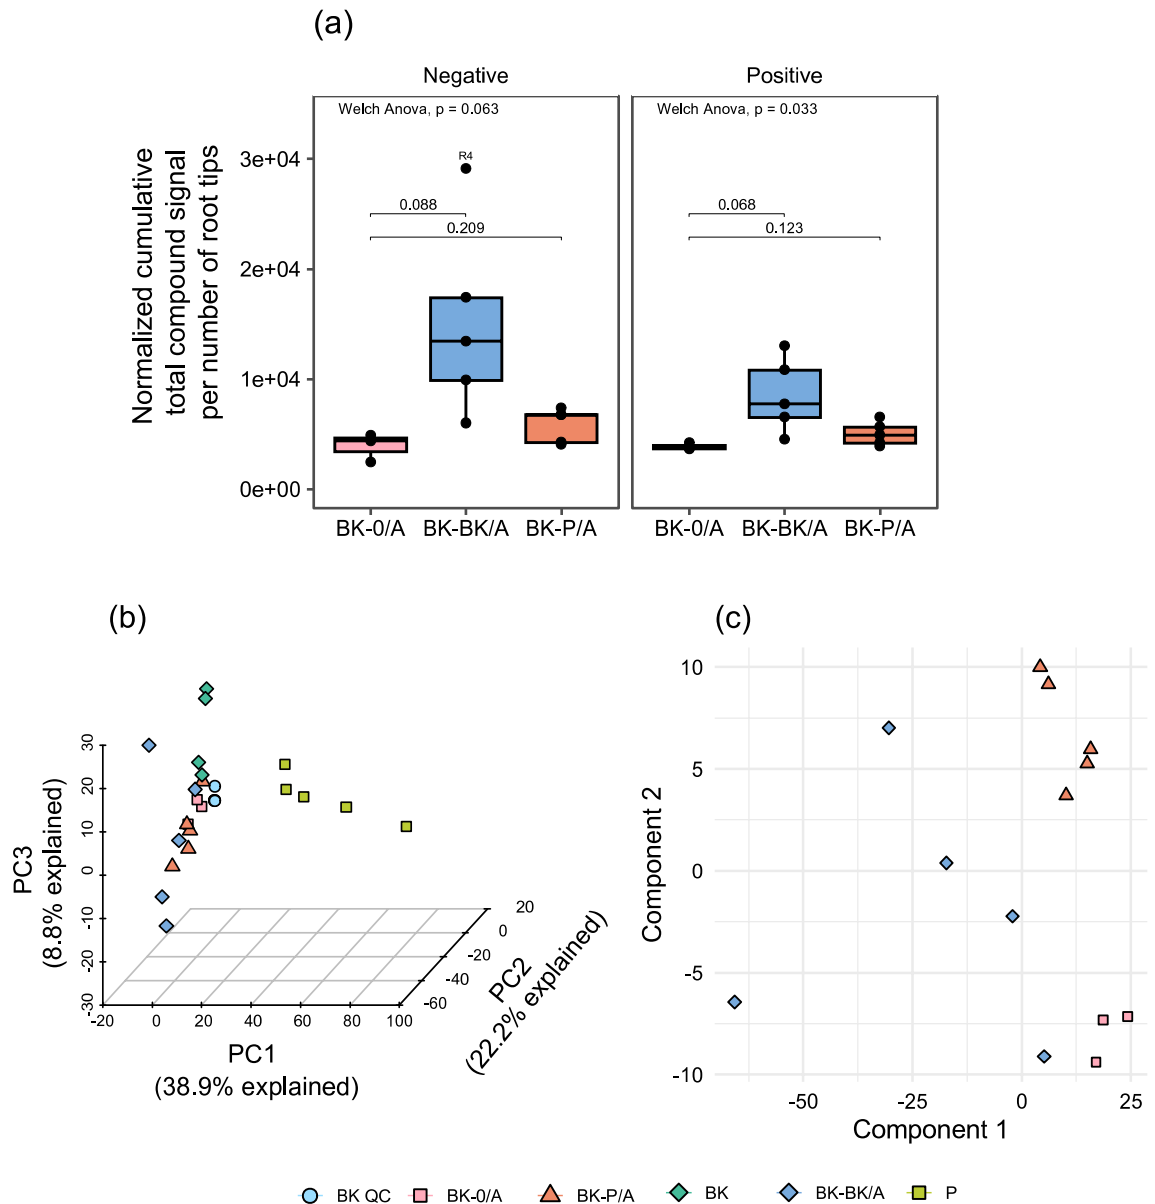 (a)
Negative
Positive
Welch Anova, p = 0.063
Welch Anova, p = 0.033
Normalized cumulative
total compound signal
per number of root tips
3e+04
2e+04
1e+04
0e+00
R4
0.088
0.209
0.068
0.123
BK-0/A
BK-BK/A
BK-P/A
BK-0/A
BK-BK/A
BK-P/A
(b)
PC3
(8.8% explained)
30
20
10
0
-10
-20
-30
-20
0
20
40
60
80
100
PC1
(38.9% explained)
20
0
-20
-40
-60
PC2
(22.2% explained)
(c)
Component 2
10
5
0
-5
-10
-50
-25
0
25
Component 1
BK QC
BK-0/A
BK-P/A
BK
BK-BK/A
P